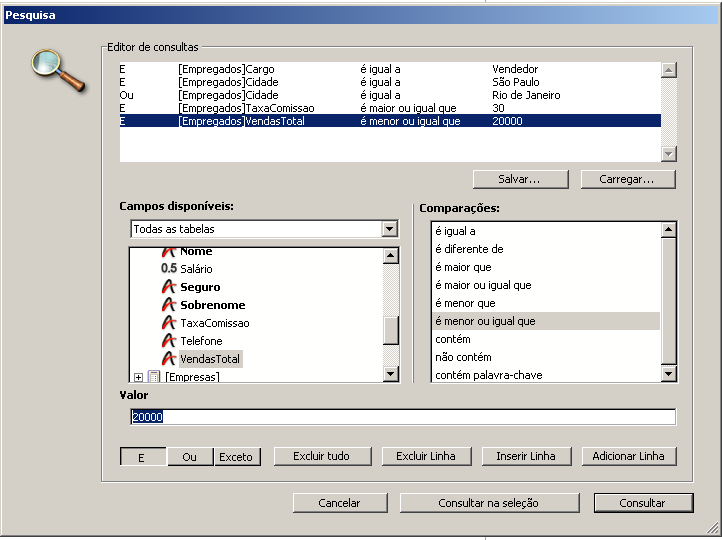 Pesquisa
Editor de consultas
E [Empregados]Cargo é igual a Vendedor
E [Empregados]Cidade é igual a São Paulo
Ou [Empregados]Cidade é igual a Rio de Janeiro
E [Empregados]TaxaComissao é maior ou igual que 30
E [Empregados]VendasTotal é menor ou igual que 20000
Salvar... Carregar...
Campos disponíveis:
Todas as tabelas
Nome
0.5 Salário
Seguro
Sobrenome
TaxaComissao
Telefone
VendasTotal
[Empresas]
Comparações:
é igual a
é diferente de
é maior que
é maior ou igual que
é menor que
é menor ou igual que
contém
não contém
contém palavra-chave
Valor
20000
E Ou Exceto Excluir tudo Excluir Linha Inserir Linha Adicionar Linha
Cancelar Consultar na seleção Consultar